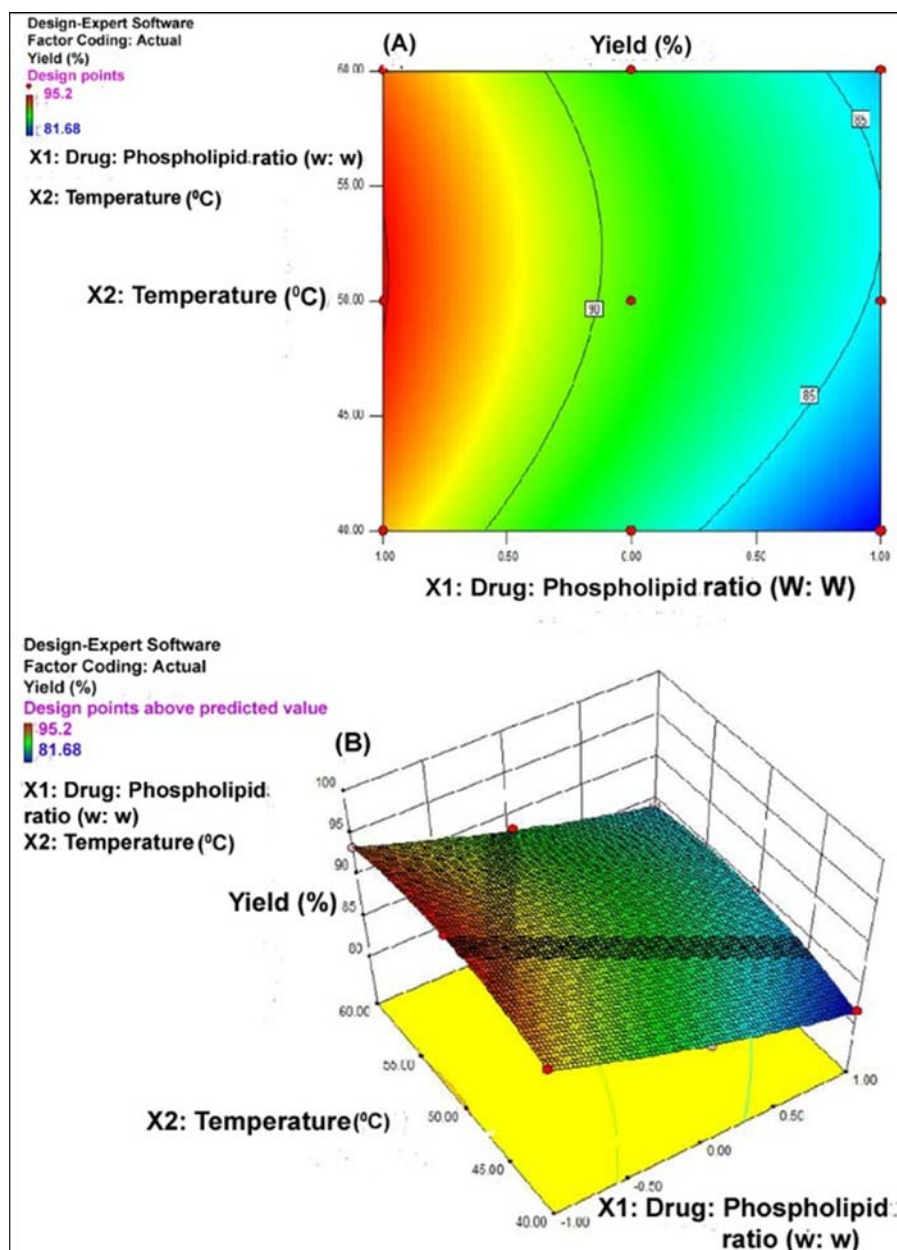 Design-Expert Software
Factor Coding: Actual
Yield (%)
Design points
95.2
81.68
X1: Drug: Phospholipid ratio (w: w)
X2: Temperature (⁰C)
(A)
Yield (%)
60.00
55.00
50.00
45.00
40.00
X2: Temperature (⁰C)
85
90
85
1.00
0.50
0.00
0.50
1.00
X1: Drug: Phospholipid ratio (W: W)
Design-Expert Software
Factor Coding: Actual
Yield (%)
Design points above predicted value
95.2
81.68
X1: Drug: Phospholipid
ratio (w: w)
X2: Temperature (⁰C)
(B)
100
95
90
85
80
Yield (%)
60.00
55.00
50.00
45.00
40.00
X2: Temperature(⁰C)
1.00
0.50
0.00
-0.50
-1.00
X1: Drug: Phospholipid
ratio (w: w)